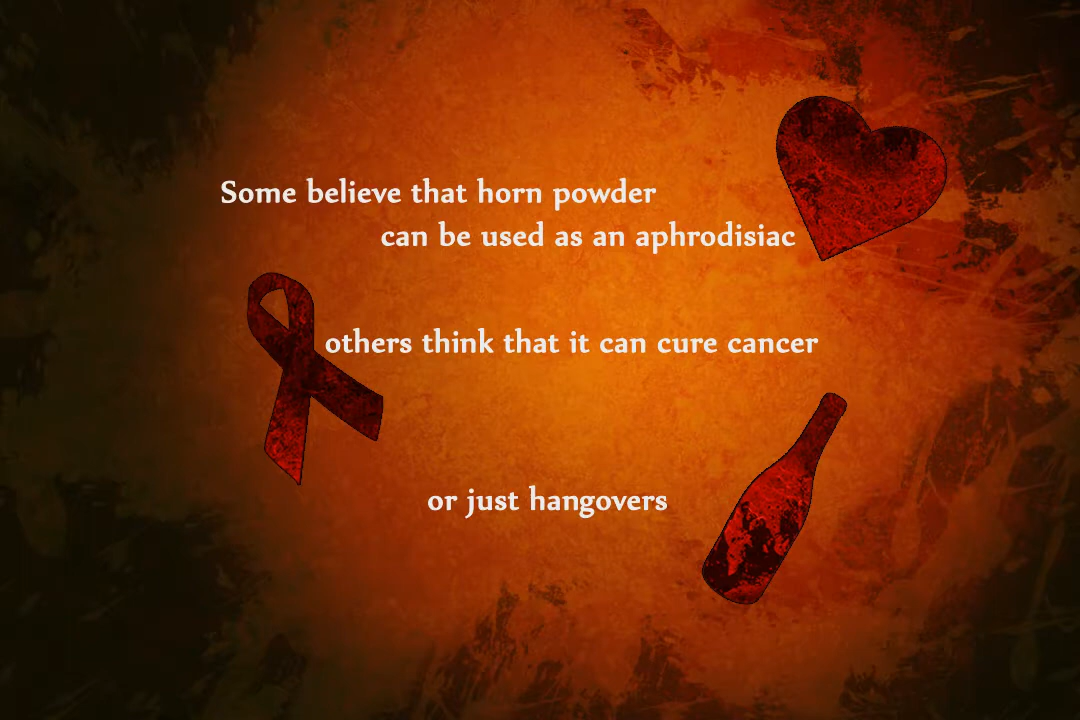 Some believe that horn powder
can be used as an aphrodisiac
others think that it can cure cancer
or just hangovers